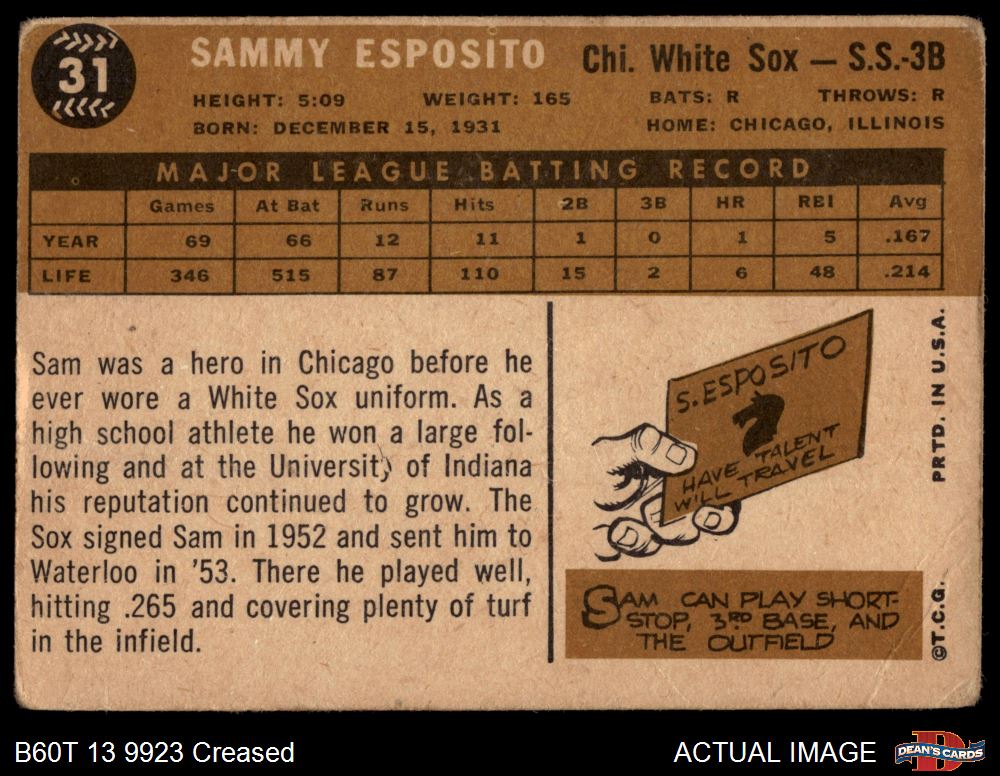 31
SAMMY ESPOSITO Chi. White Sox — S.S.-3B
HEIGHT: 5:09 WEIGHT: 165 BATS: R THROWS: R
BORN: DECEMBER 15, 1931 HOME: CHICAGO, ILLINOIS
MAJOR LEAGUE BATTING RECORD
Games At Bat Runs Hits 2B 3B HR RBI Avg
YEAR 69 66 12 11 1 0 1 5 .167
LIFE 346 515 87 110 15 2 6 48 .214
Sam was a hero in Chicago before he
ever wore a White Sox uniform. As a
high school athlete he won a large fol-
lowing and at the University of Indiana
his reputation continued to grow. The
Sox signed Sam in 1952 and sent him to
Waterloo in '53. There he played well,
hitting .265 and covering plenty of turf
in the infield.
S. ESPOSITO
HAVE TALENT
WILL TRAVEL
SAM CAN PLAY SHORT-
STOP, 3RD BASE, AND
THE OUTFIELD
PRTD. IN U.S.A.
©T.C.G.
B60T 13 9923 Creased
ACTUAL IMAGE
D
DEAN'S CARDS